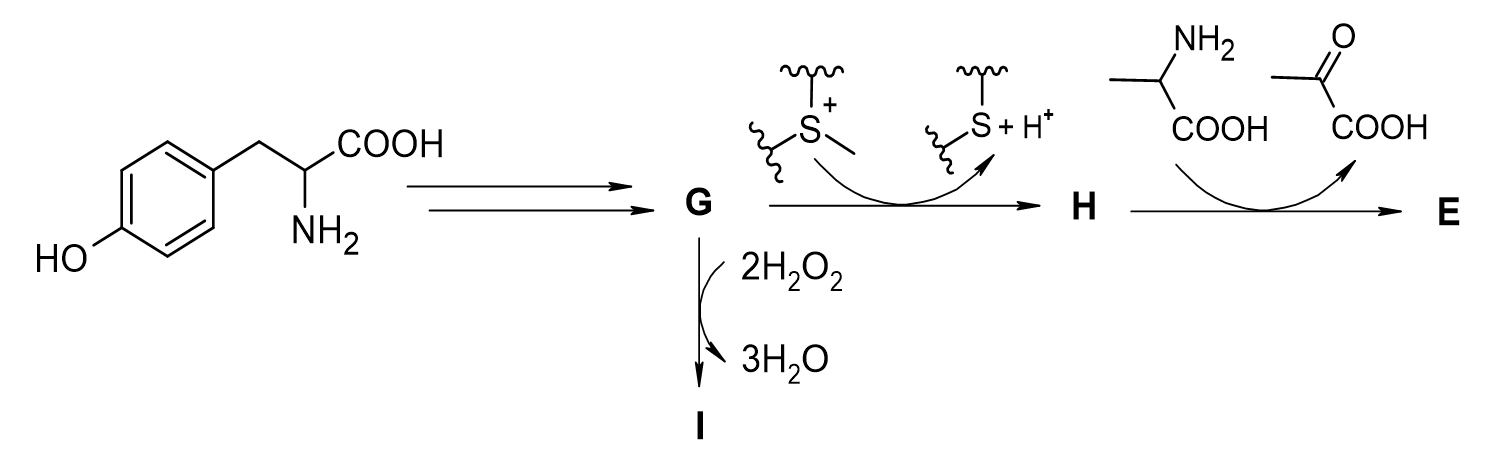 NH2
O
COOH
S+
S + H+
COOH
COOH
HO
NH2
G
H
E
2H2O2
3H2O
I